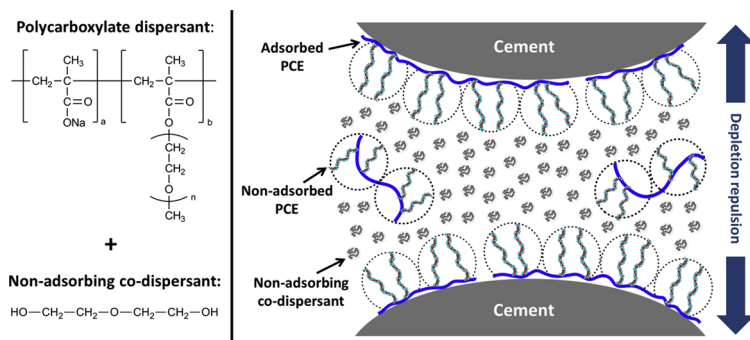 Polycarboxylate dispersant:
CH₂
CH₃
C
C=O
ONa
a
CH₂
CH₃
C
C=O
O
CH₂
CH₂
O
n
CH₃
b
+
Non-adsorbing co-dispersant:
HO—CH₂—CH₂—O—CH₂—CH₂—OH
Adsorbed
PCE
Non-adsorbed
PCE
Non-adsorbing
co-dispersant
Cement
Cement
Depletion repulsion